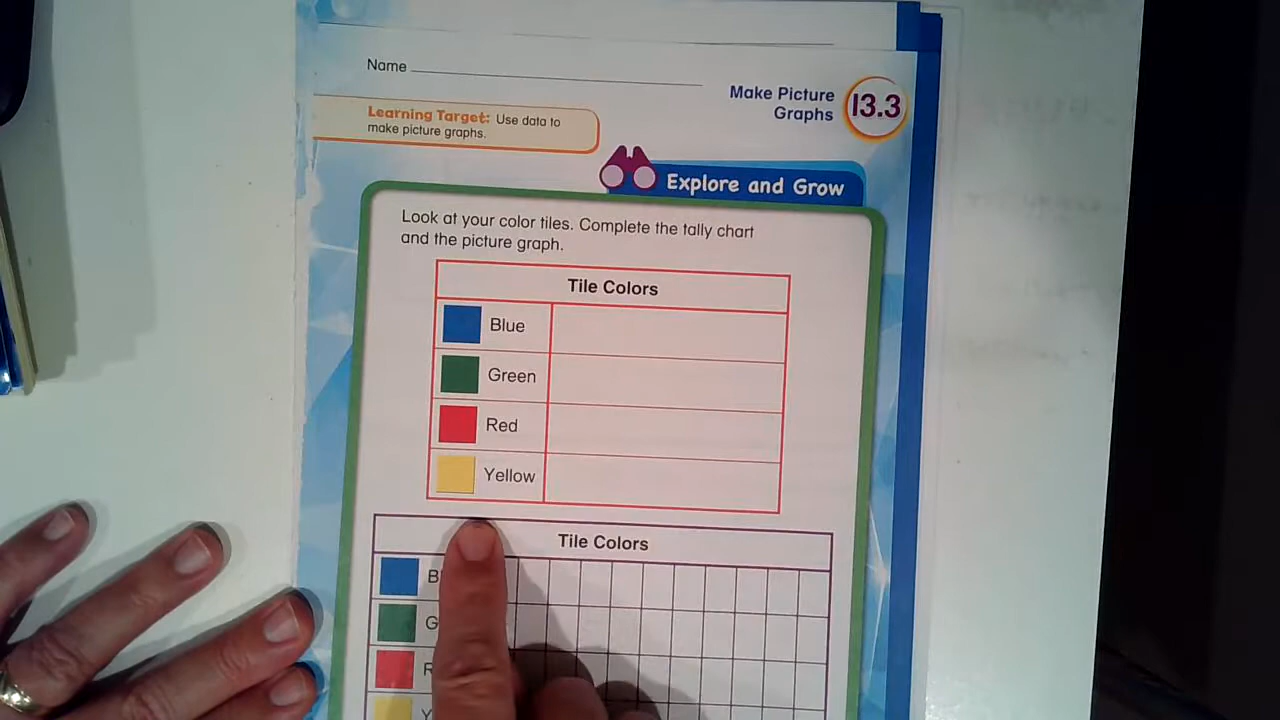 Name
Make Picture
Graphs
13.3
Learning Target: Use data to
make picture graphs.
Explore and Grow
Look at your color tiles. Complete the tally chart
and the picture graph.
Tile Colors
Blue
Green
Red
Yellow
Tile Colors